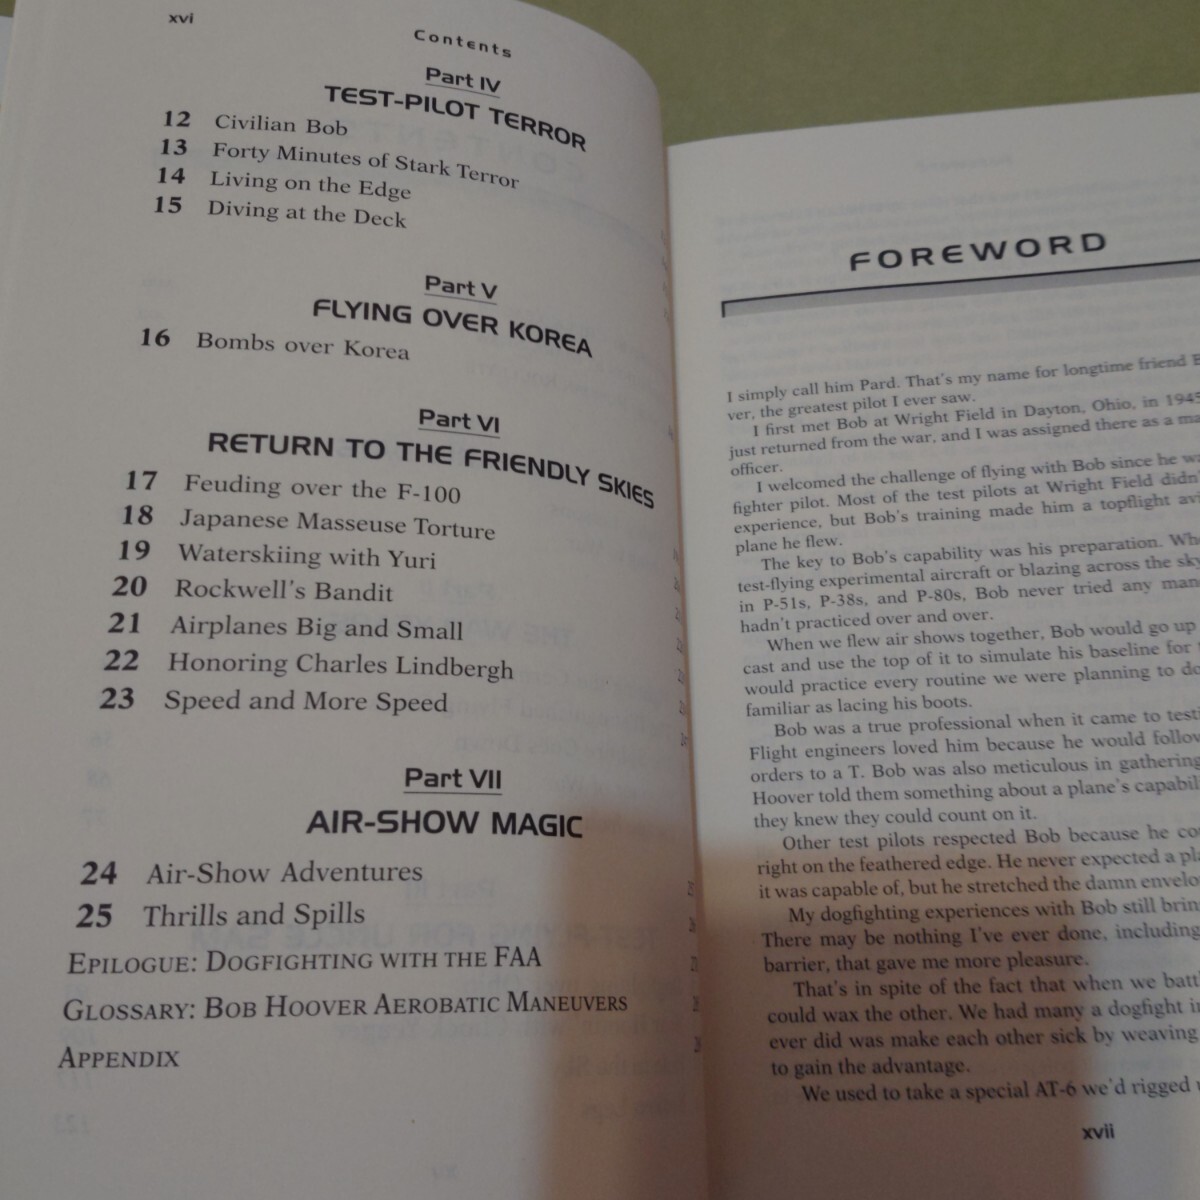 xvi
Contents
Part IV
TEST-PILOT TERROR
12 Civilian Bob
13 Forty Minutes of Stark Terror
14 Living on the Edge
15 Diving at the Deck
Part V
FLYING OVER KOREA
16 Bombs over Korea
Part VI
RETURN TO THE FRIENDLY SKIES
17 Feuding over the F-100
18 Japanese Masseuse Torture
19 Waterskiing with Yuri
20 Rockwell's Bandit
21 Airplanes Big and Small
22 Honoring Charles Lindbergh
23 Speed and More Speed
Part VII
AIR-SHOW MAGIC
24 Air-Show Adventures
25 Thrills and Spills
EPILOGUE: DOGFIGHTING WITH THE FAA
GLOSSARY: BOB HOOVER AEROBATIC MANEUVERS
APPENDIX
FOREWORD
I simply call him Pard. That's my name for longtime friend
ver, the greatest pilot I ever saw.
I first met Bob at Wright Field in Dayton, Ohio, in 1945
just returned from the war, and I was assigned there as a
officer.
I welcomed the challenge of flying with Bob since he
fighter pilot. Most of the test pilots at Wright Field didn'
experience, but Bob's training made him a topflight
plane he flew.
The key to Bob's capability was his preparation.
test-flying experimental aircraft or blazing across the
in P-51s, P-38s, and P-80s, Bob never tried any
hadn't practiced over and over.
When we flew air shows together, Bob would go up
cast and use the top of it to simulate his baseline for
would practice every routine we were planning to
familiar as lacing his boots.
Bob was a true professional when it came to
Flight engineers loved him because he would
orders to a T. Bob was also meticulous in gathering
Hoover told them something about a plane's
they knew they could count on it.
Other test pilots respected Bob because he
right on the feathered edge. He never expected a
it was capable of, but he stretched the damn
My dogfighting experiences with Bob still
There may be nothing I've ever done, including
barrier, that gave me more pleasure.
That's in spite of the fact that when we
could wax the other. We had many a dogfight
ever did was make each other sick by weaving
to gain the advantage.
We used to take a special AT-6 we'd rigged
xvii